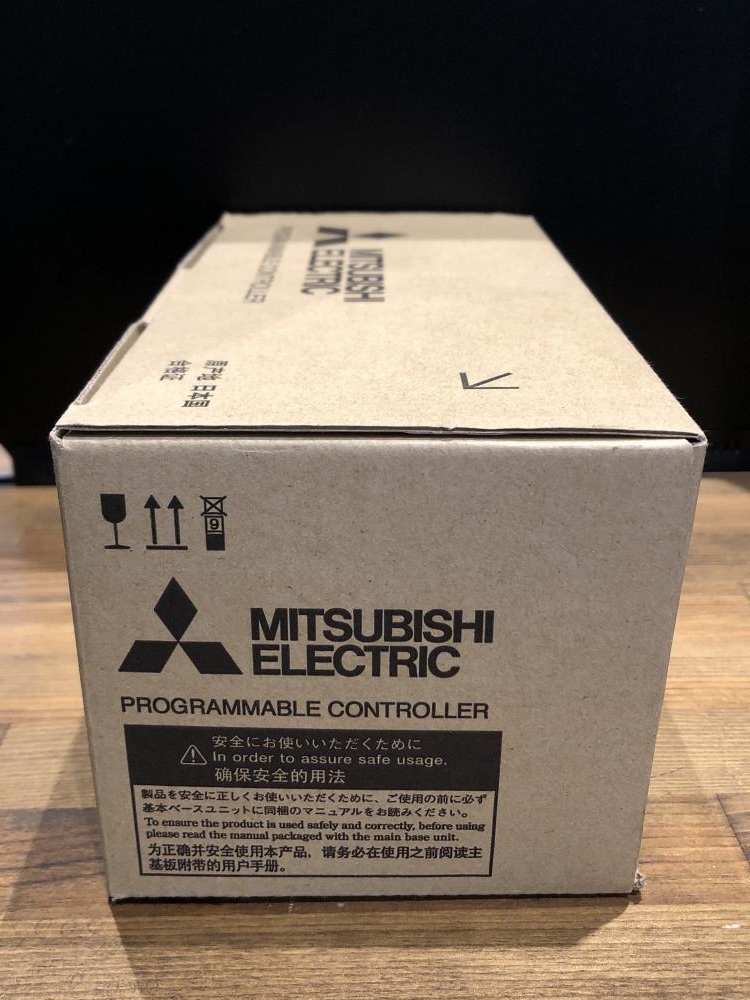 MITSUBISHI
ELECTRIC
PROGRAMMABLE CONTROLLER
原产地 日本国
合格证
9
MITSUBISHI
ELECTRIC
PROGRAMMABLE CONTROLLER
安全にお使いいただくために
In order to assure safe usage.
确保安全的用法
製品を安全に正しくお使いいただくために、ご使用の前に必ず
基本ベースユニットに同梱のマニュアルをお読みください。
To ensure the product is used safely and correctly, before using
please read the manual packaged with the main base unit.
为正确并安全使用本产品，请务必在使用之前阅读主
基板附带的用户手册。